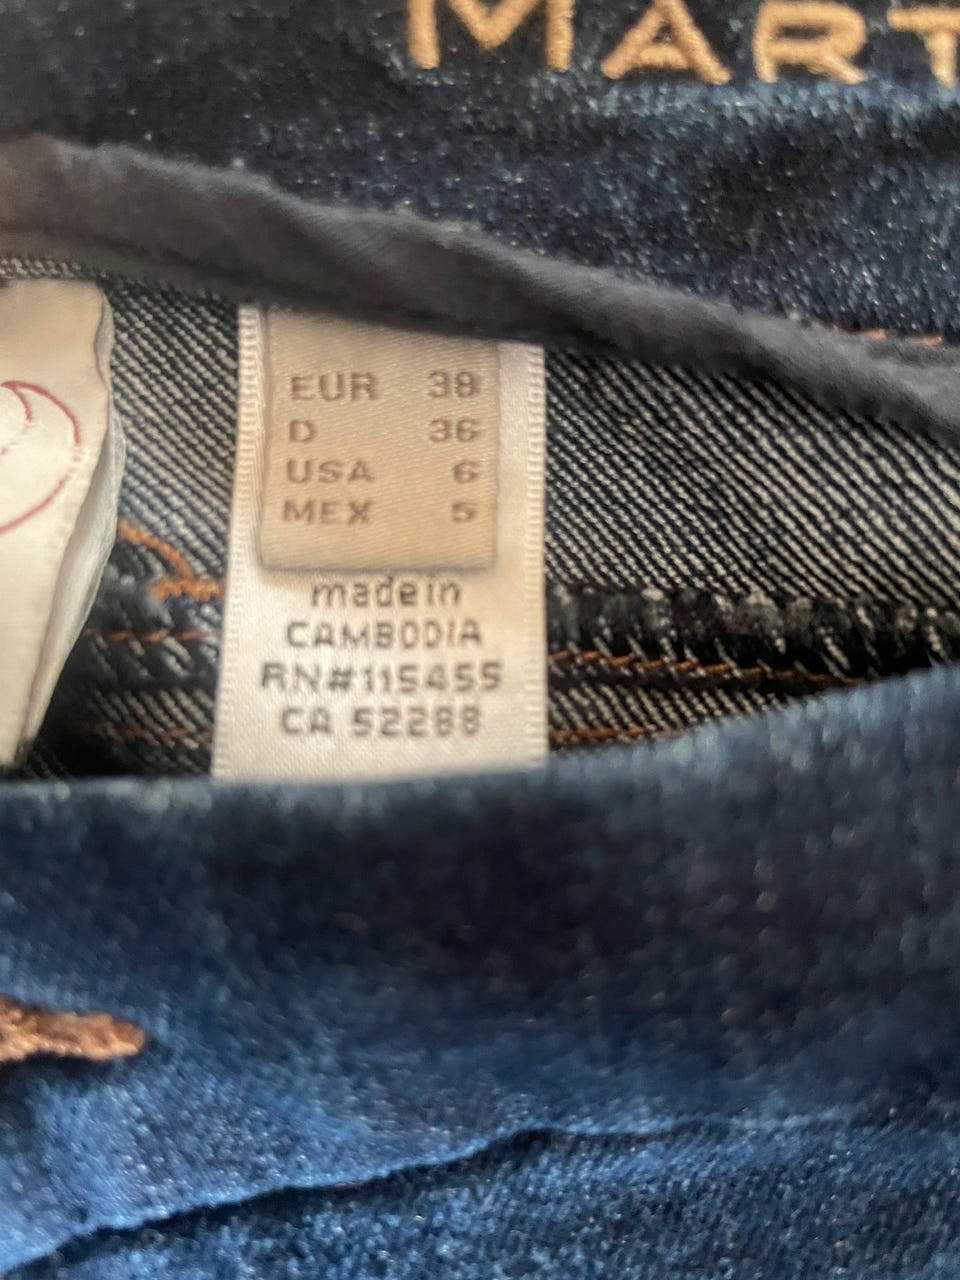 MART
EUR 38
D 36
USA 6
MEX 5
made in
CAMBODIA
RN#115455
CA 52288